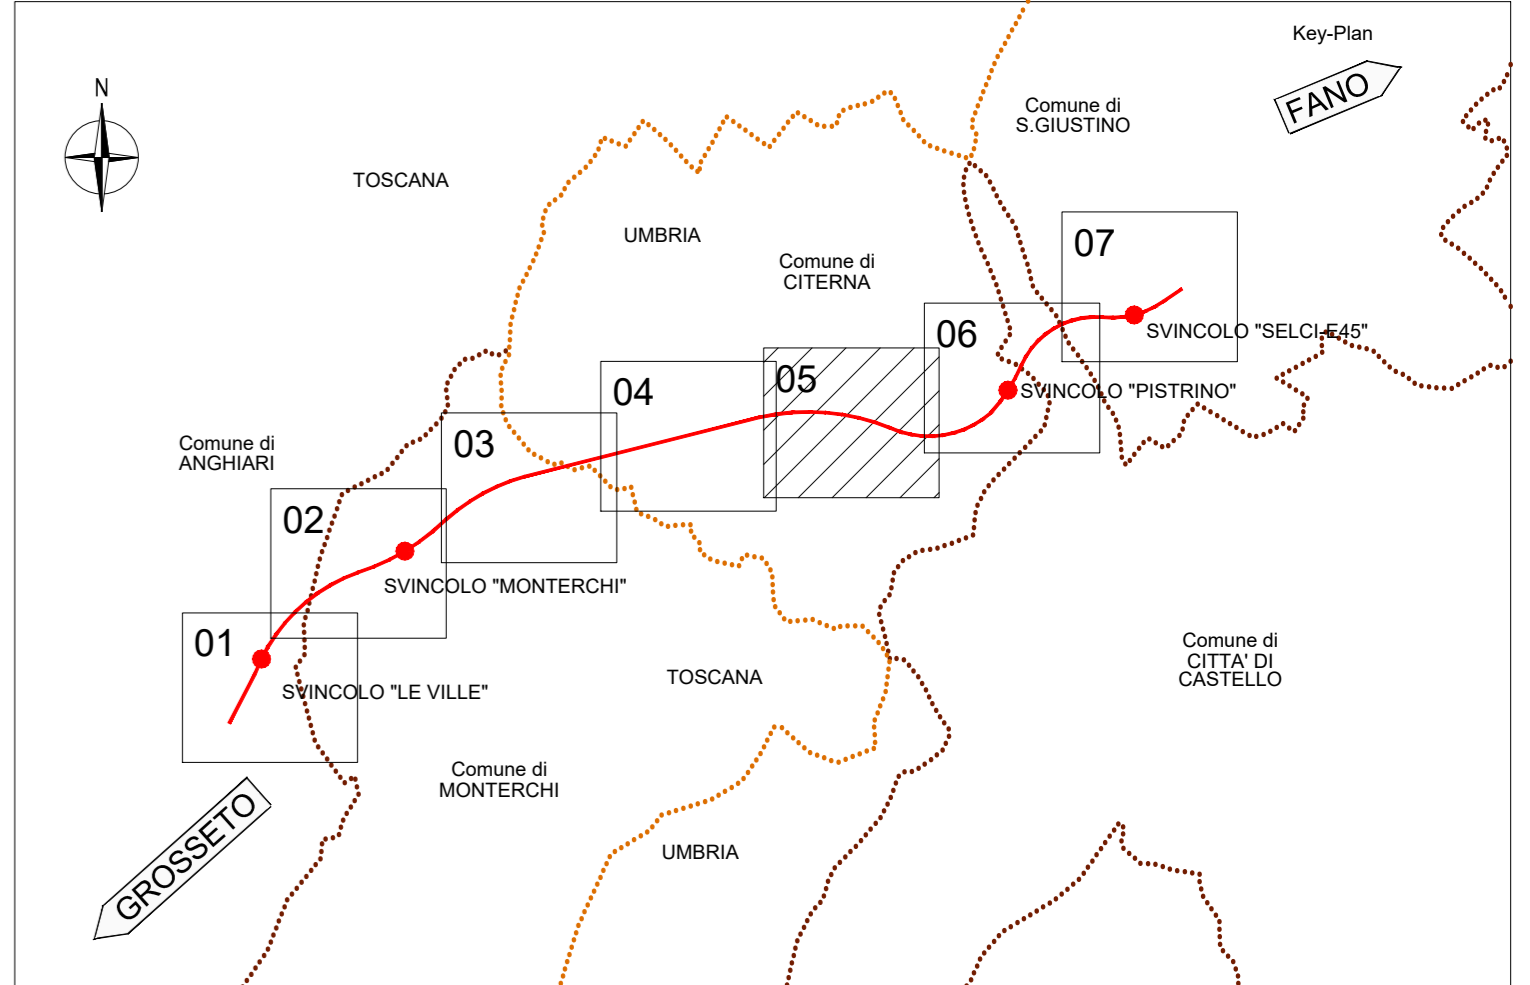 Key-Plan
N
FANO
Comune di
S.GIUSTINO
TOSCANA
UMBRIA
07
Comune di
CITERNA
06
SVINCOLO "SELCI-E45"
05
04
SVINCOLO "PISTRINO"
03
Comune di
ANGHIARI
02
SVINCOLO "MONTERCHI"
01
Comune di
CITTA' DI
CASTELLO
TOSCANA
SVINCOLO "LE VILLE"
Comune di
MONTERCHI
GROSSETO
UMBRIA